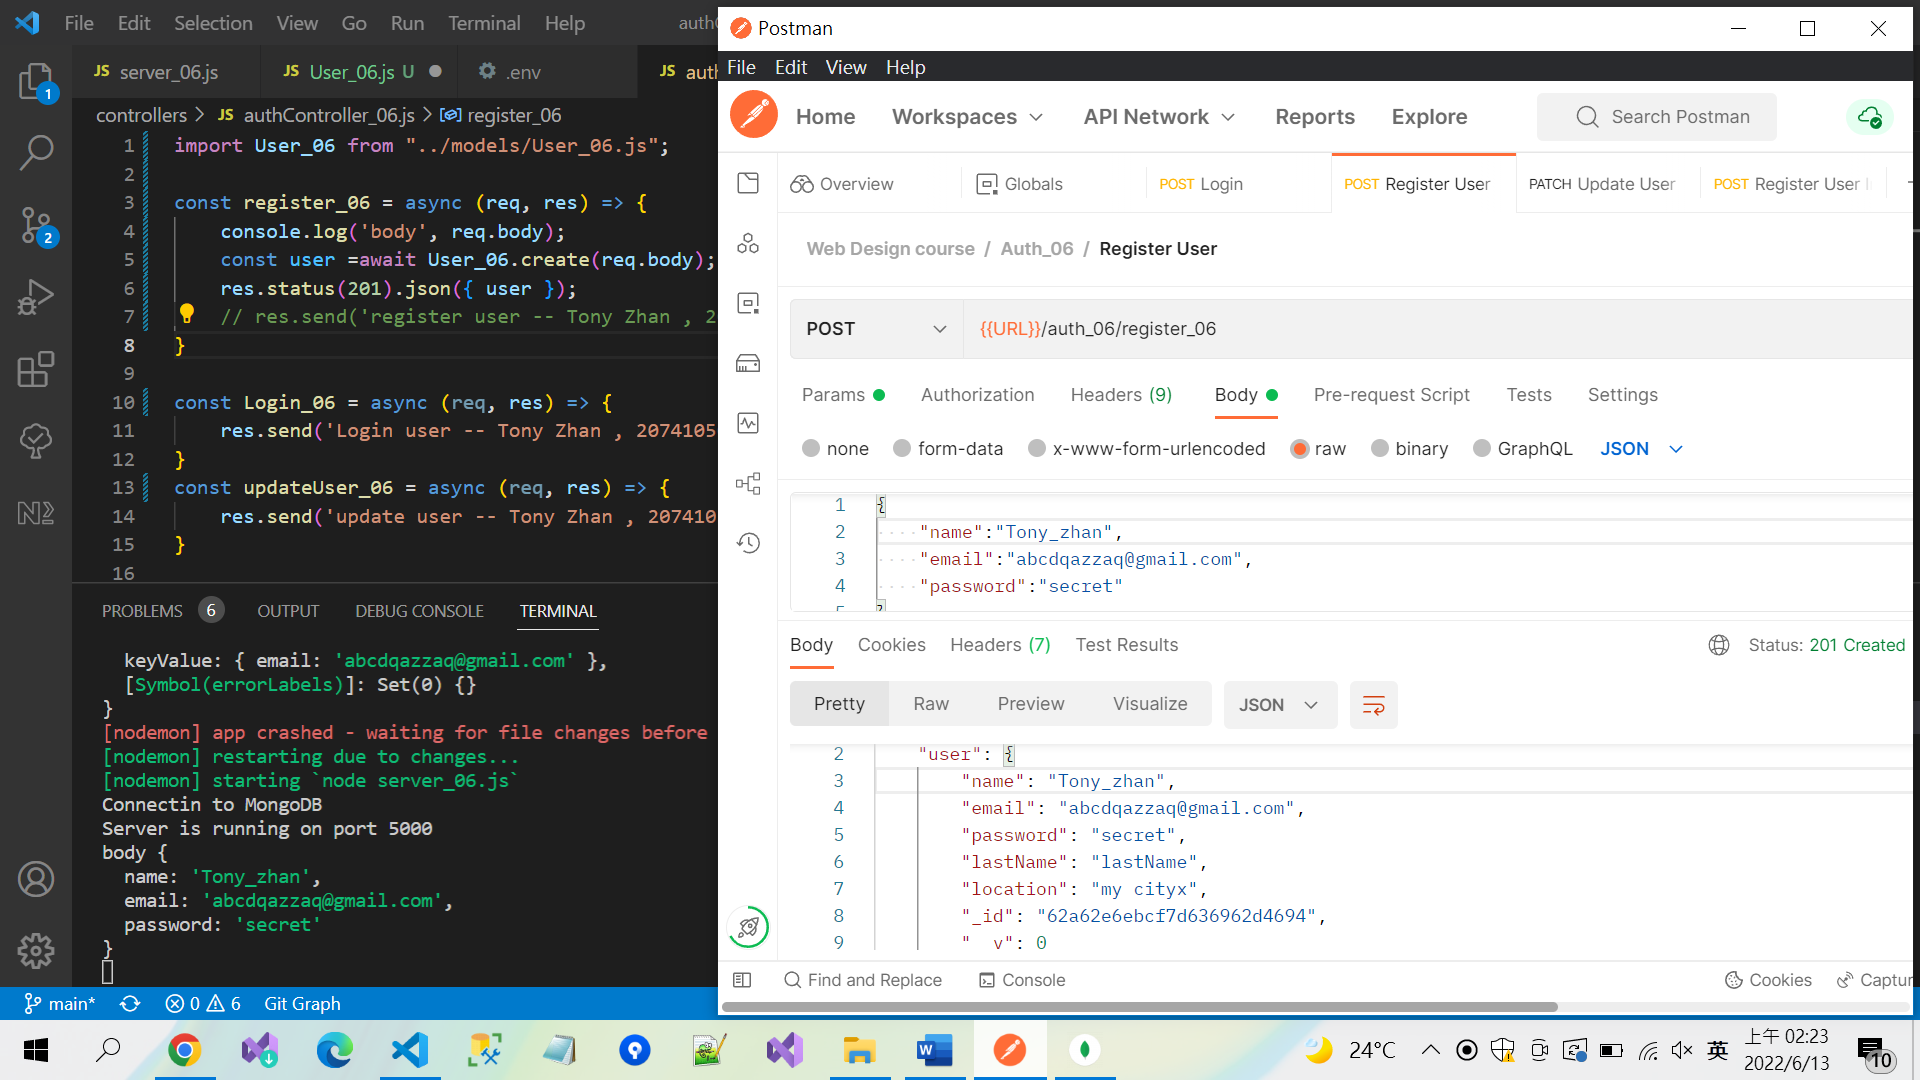 File Edit Selection View Go Run Terminal Help
JS server_06.js
JS User_06.js U
.env
JS
controllers > JS authController_06.js > register_06
1 import User_06 from "../models/User_06.js";
2
3 const register_06 = async (req, res) => {
4 console.log('body', req.body);
5 const user =await User_06.create(req.body);
6 res.status(201).json({ user });
7 // res.send('register user -- Tony Zhan , 2
8 }
9
10 const Login_06 = async (req, res) => {
11 res.send('Login user -- Tony Zhan , 2074105
12 }
13 const updateUser_06 = async (req, res) => {
14 res.send('update user -- Tony Zhan , 207410
15 }
16
PROBLEMS 6 OUTPUT DEBUG CONSOLE TERMINAL
keyValue: { email: 'abcdqazzaq@gmail.com' },
[Symbol(errorLabels)]: Set(0) {}
}
[nodemon] app crashed - waiting for file changes before
[nodemon] restarting due to changes...
[nodemon] starting `node server_06.js`
Connectin to MongoDB
Server is running on port 5000
body {
name: 'Tony_zhan',
email: 'abcdqazzaq@gmail.com',
password: 'secret'
}
1
2
main* 0 6 Git Graph
Postman
File Edit View Help
Home Workspaces API Network Reports Explore Search Postman
Overview Globals POST Login POST Register User PATCH Update User POST Register User
Web Design course / Auth_06 / Register User
POST {{URL}}/auth_06/register_06
Params Authorization Headers (9) Body Pre-request Script Tests Settings
none form-data x-www-form-urlencoded raw binary GraphQL JSON
1 {
2 "name":"Tony_zhan",
3 "email":"abcdqazzaq@gmail.com",
4 "password":"secret"
5 }
Body Cookies Headers (7) Test Results Status: 201 Created
Pretty Raw Preview Visualize JSON
2 "user": {
3 "name": "Tony_zhan",
4 "email": "abcdqazzaq@gmail.com",
5 "password": "secret",
6 "lastName": "lastName",
7 "location": "my cityx",
8 "_id": "62a62e6ebcf7d636962d4694",
9 "__v": 0
Find and Replace Console Cookies Captur
24°C 英 上午 02:23
2022/6/13
10